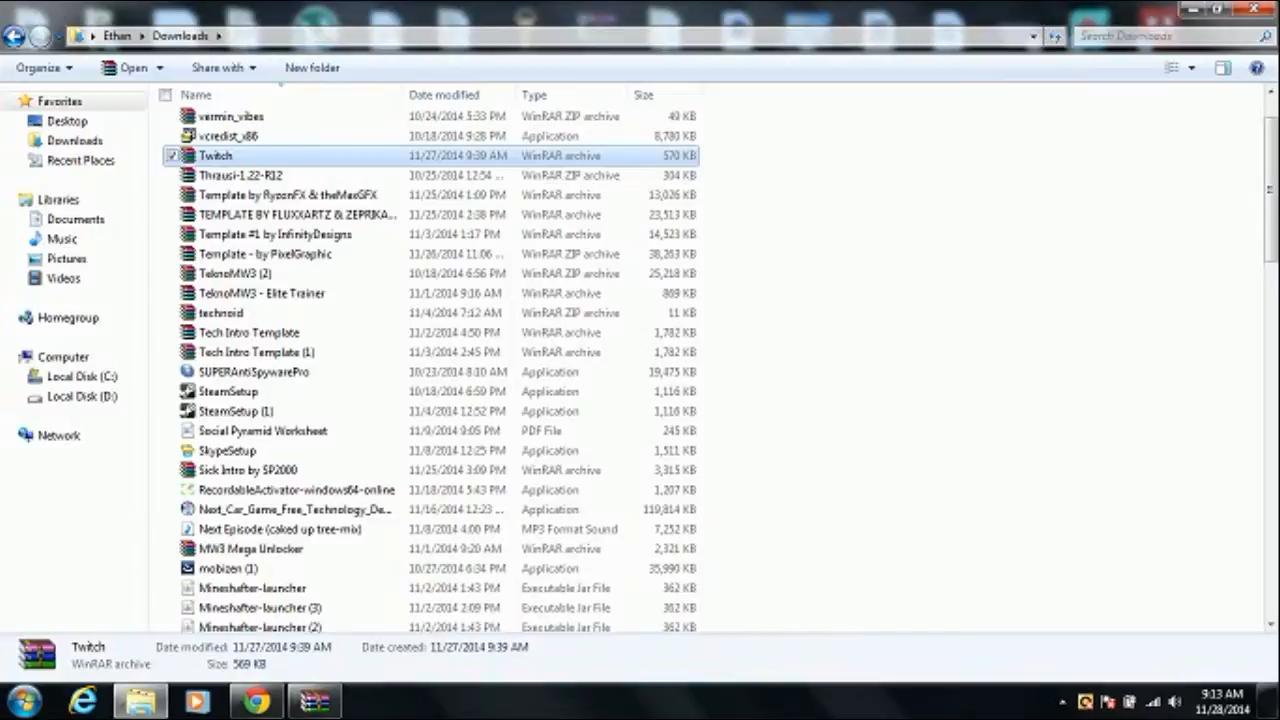 Ethan Downloads
Search Downloads
Organize Open Share with New folder
Name Date modified Type Size
Favorites
Desktop
Downloads
Recent Places
Libraries
Documents
Music
Pictures
Videos
Homegroup
Computer
Local Disk (C:)
Local Disk (D:)
Network
vermin_vibes 10/24/2014 5:33 PM WinRAR ZIP archive 49 KB
vcredist_x86 10/18/2014 9:28 PM Application 8,780 KB
Twitch 11/27/2014 9:39 AM WinRAR archive 570 KB
Thrausi-1.22-R12 10/25/2014 12:54 ... WinRAR ZIP archive 304 KB
Template by RyzonFX & theMaxGFX 11/25/2014 1:09 PM WinRAR archive 13,026 KB
TEMPLATE BY FLUXXARTZ & ZEPRIKA... 11/25/2014 2:38 PM WinRAR archive 23,513 KB
Template #1 by InfinityDesigns 11/3/2014 1:17 PM WinRAR archive 14,523 KB
Template - by PixelGraphic 11/26/2014 11:06 ... WinRAR ZIP archive 38,263 KB
TeknoMW3 (2) 10/18/2014 6:56 PM WinRAR ZIP archive 25,218 KB
TeknoMW3 - Elite Trainer 11/1/2014 9:16 AM WinRAR archive 869 KB
technoid 11/4/2014 7:12 AM WinRAR ZIP archive 11 KB
Tech Intro Template 11/2/2014 4:50 PM WinRAR archive 1,782 KB
Tech Intro Template (1) 11/3/2014 2:45 PM WinRAR archive 1,782 KB
SUPERAntiSpywarePro 10/23/2014 8:10 AM Application 19,475 KB
SteamSetup 10/18/2014 6:59 PM Application 1,116 KB
SteamSetup (1) 11/4/2014 12:52 PM Application 1,116 KB
Social Pyramid Worksheet 11/9/2014 9:05 PM PDF File 245 KB
SkypeSetup 11/8/2014 12:25 PM Application 1,511 KB
Sick Intro by SP2000 11/25/2014 3:09 PM WinRAR archive 3,315 KB
RecordableActivator-windows64-online 11/18/2014 5:43 PM Application 1,207 KB
Next_Car_Game_Free_Technology_De... 11/16/2014 12:23 ... Application 119,814 KB
Next Episode (caked up tree-mix) 11/8/2014 4:00 PM MP3 Format Sound 7,252 KB
MW3 Mega Unlocker 11/1/2014 9:20 AM WinRAR archive 2,321 KB
mobizen (1) 10/27/2014 6:34 PM Application 35,990 KB
Mineshafter-launcher 11/2/2014 1:43 PM Executable Jar File 362 KB
Mineshafter-launcher (3) 11/2/2014 2:09 PM Executable Jar File 362 KB
Mineshafter-launcher (2) 11/2/2014 1:43 PM Executable Jar File 362 KB
Twitch Date modified: 11/27/2014 9:39 AM Date created: 11/27/2014 9:39 AM
WinRAR archive Size: 569 KB
9:13 AM
11/28/2014